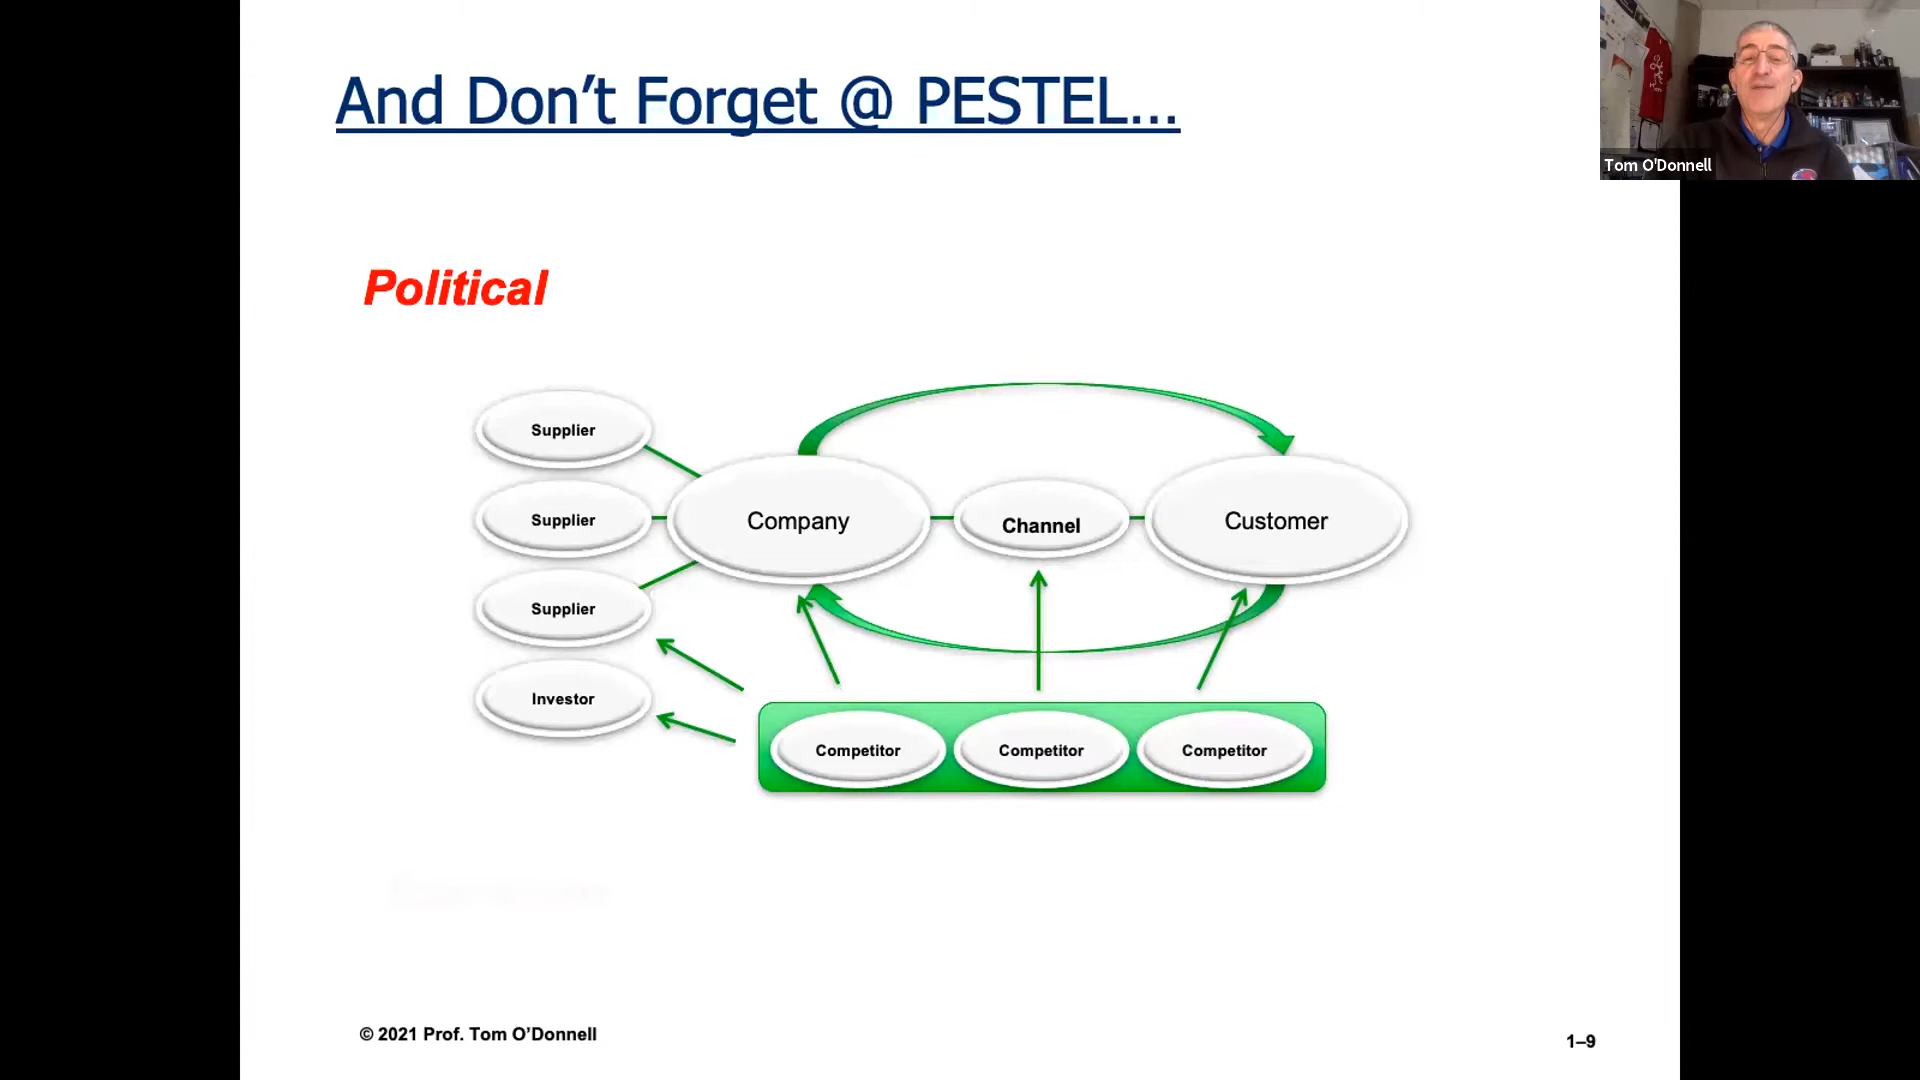 And Don't Forget @ PESTEL...
Tom O'Donnell
Political
Supplier
Supplier
Company
Channel
Customer
Supplier
Investor
Competitor
Competitor
Competitor
© 2021 Prof. Tom O'Donnell
1–9